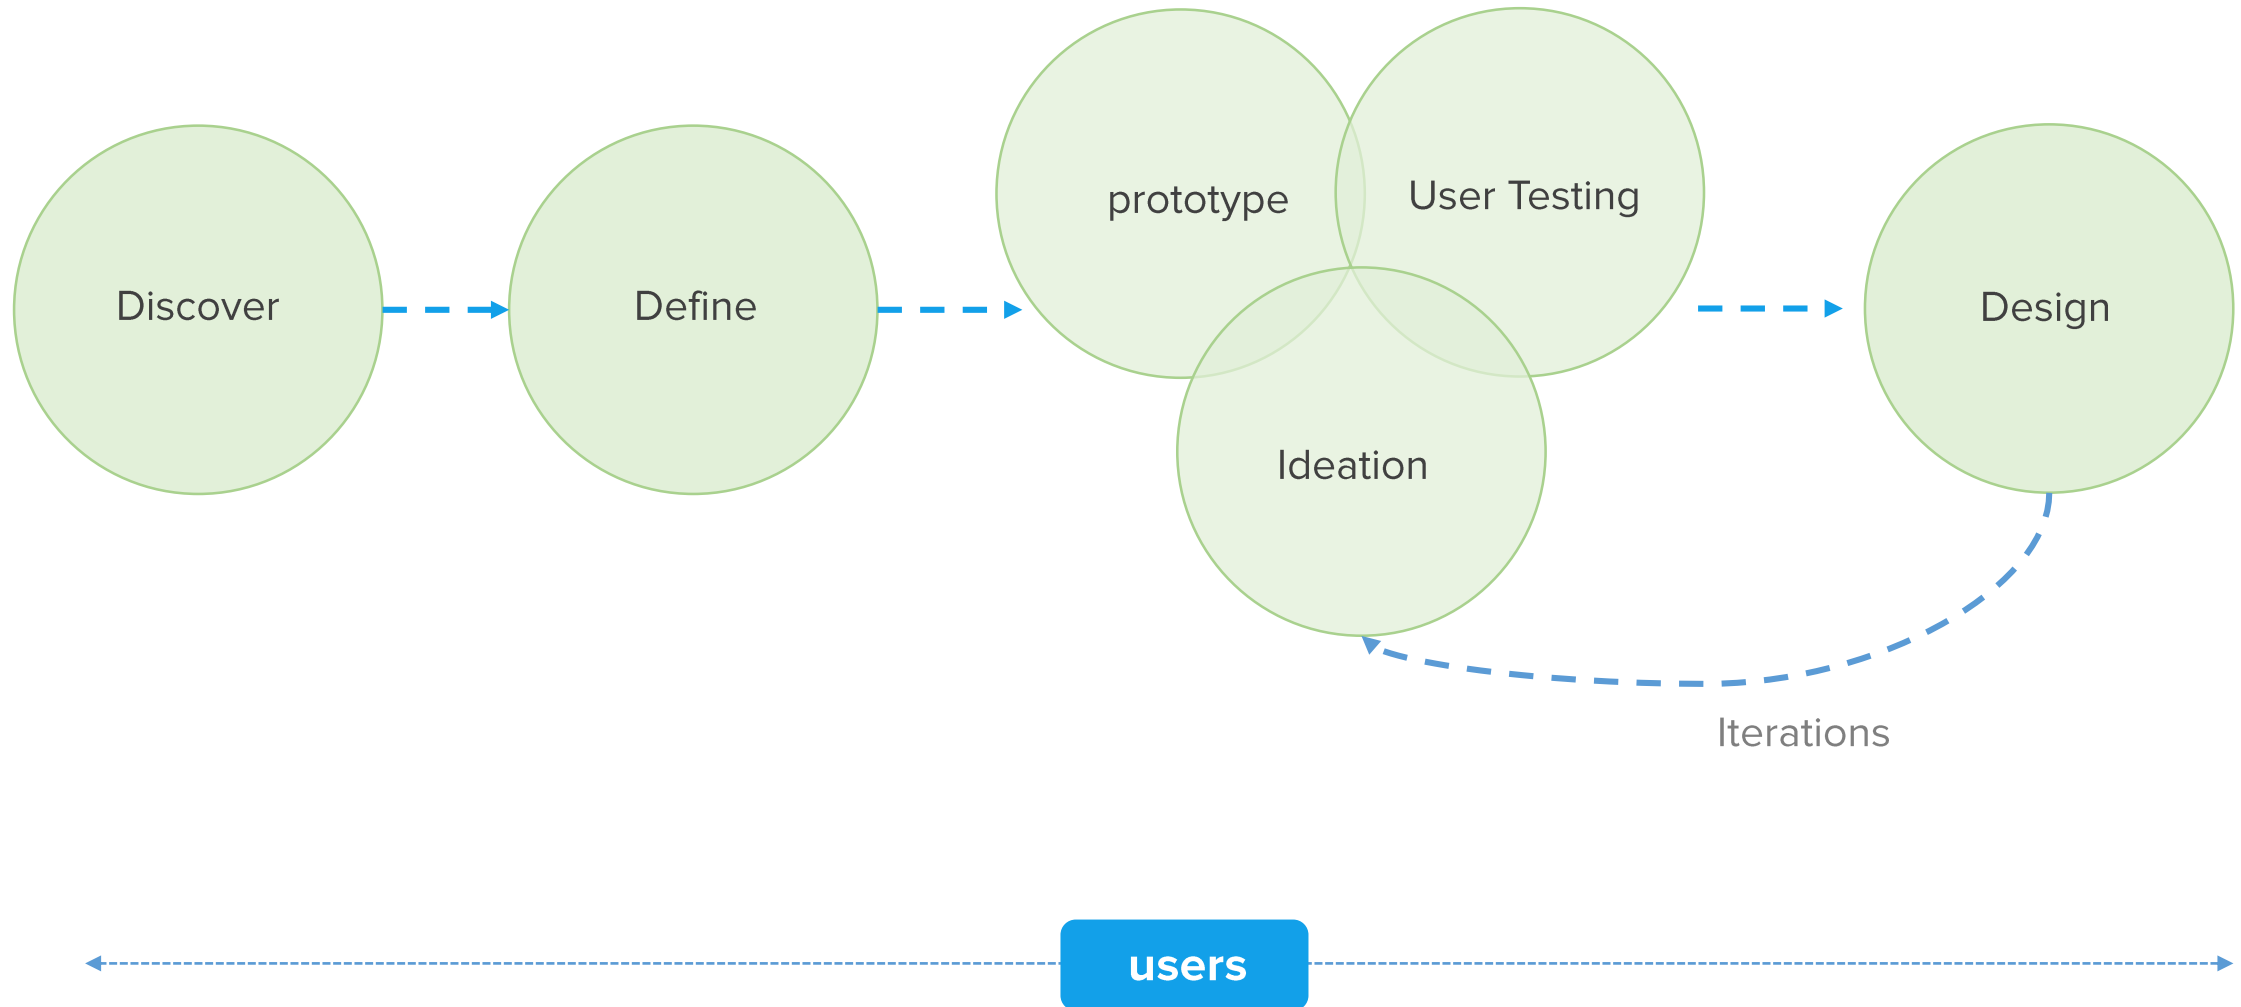 Discover
Define
prototype
User Testing
Ideation
Design
Iterations
users